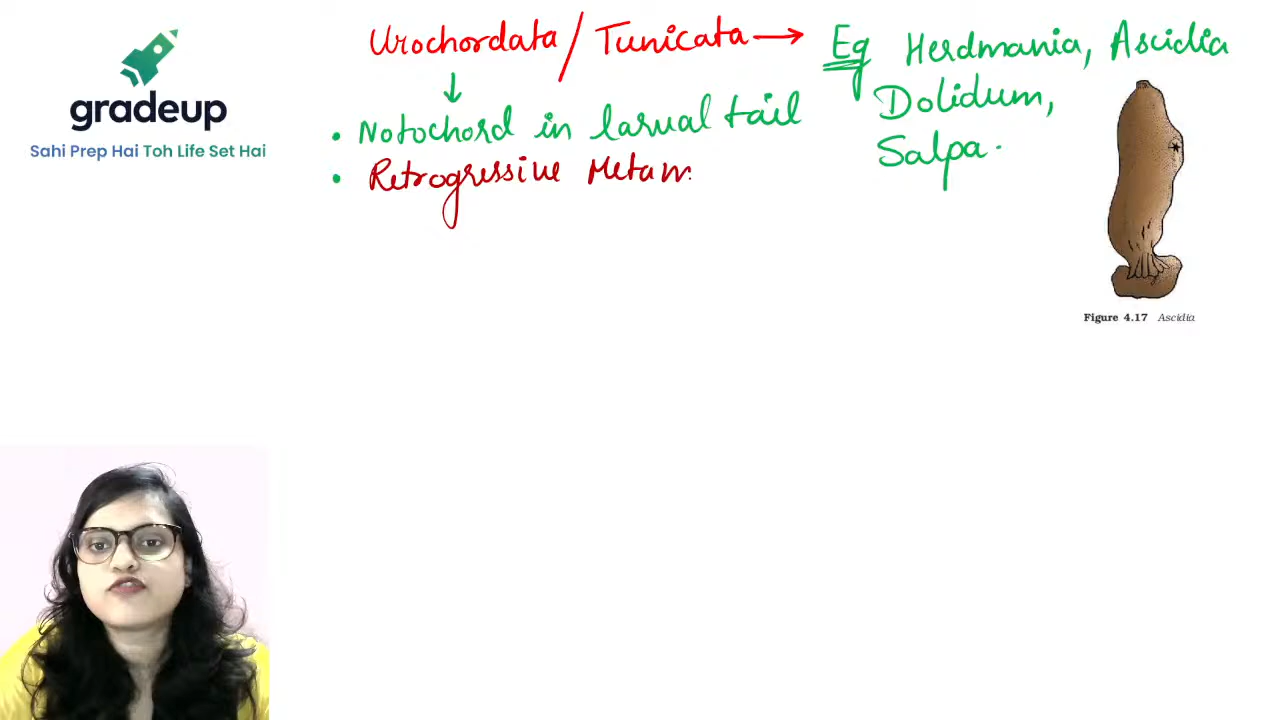 gradeup
Sahi Prep Hai Toh Life Set Hai
Urochordata / Tunicata → Eg Herdmania, Ascidia
Dolidum,
Salpa.
• Notochord in larval tail
• Retrogressive Metam
Figure 4.17 Ascidia